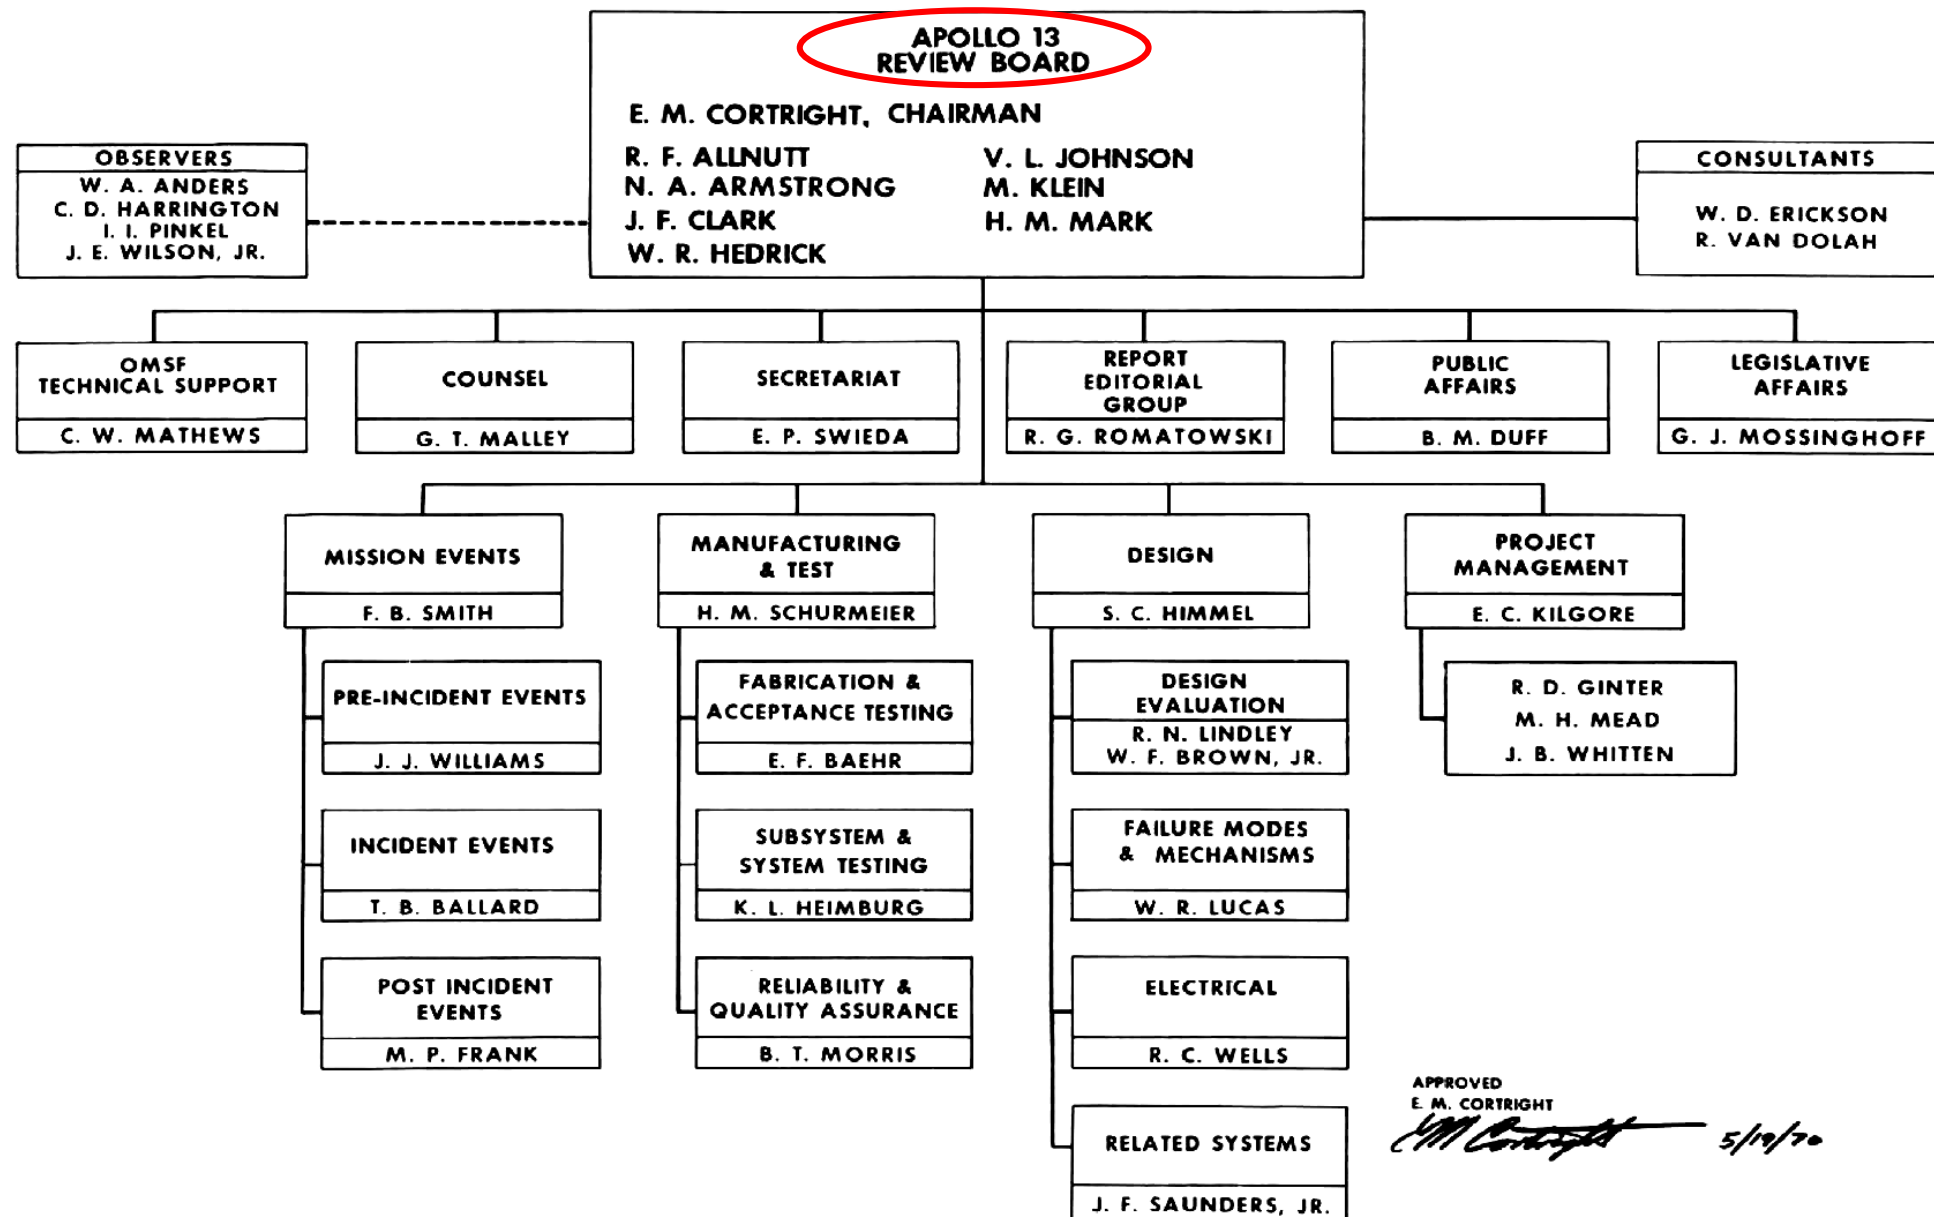 APOLLO 13
REVIEW BOARD
E. M. CORTRIGHT, CHAIRMAN
R. F. ALLNUTT
N. A. ARMSTRONG
J. F. CLARK
W. R. HEDRICK
V. L. JOHNSON
M. KLEIN
H. M. MARK
OBSERVERS
W. A. ANDERS
C. D. HARRINGTON
I. I. PINKEL
J. E. WILSON, JR.
CONSULTANTS
W. D. ERICKSON
R. VAN DOLAH
OMSF
TECHNICAL SUPPORT
C. W. MATHEWS
COUNSEL
G. T. MALLEY
SECRETARIAT
E. P. SWIEDA
REPORT
EDITORIAL
GROUP
R. G. ROMATOWSKI
PUBLIC
AFFAIRS
B. M. DUFF
LEGISLATIVE
AFFAIRS
G. J. MOSSINGHOFF
MISSION EVENTS
F. B. SMITH
PRE-INCIDENT EVENTS
J. J. WILLIAMS
INCIDENT EVENTS
T. B. BALLARD
POST INCIDENT
EVENTS
M. P. FRANK
MANUFACTURING
& TEST
H. M. SCHURMEIER
FABRICATION &
ACCEPTANCE TESTING
E. F. BAEHR
SUBSYSTEM &
SYSTEM TESTING
K. L. HEIMBURG
RELIABILITY &
QUALITY ASSURANCE
B. T. MORRIS
DESIGN
S. C. HIMMEL
DESIGN
EVALUATION
R. N. LINDLEY
W. F. BROWN, JR.
FAILURE MODES
& MECHANISMS
W. R. LUCAS
ELECTRICAL
R. C. WELLS
RELATED SYSTEMS
J. F. SAUNDERS, JR.
PROJECT
MANAGEMENT
E. C. KILGORE
R. D. GINTER
M. H. MEAD
J. B. WHITTEN
APPROVED
E. M. CORTRIGHT
EM Cortright 5/19/70